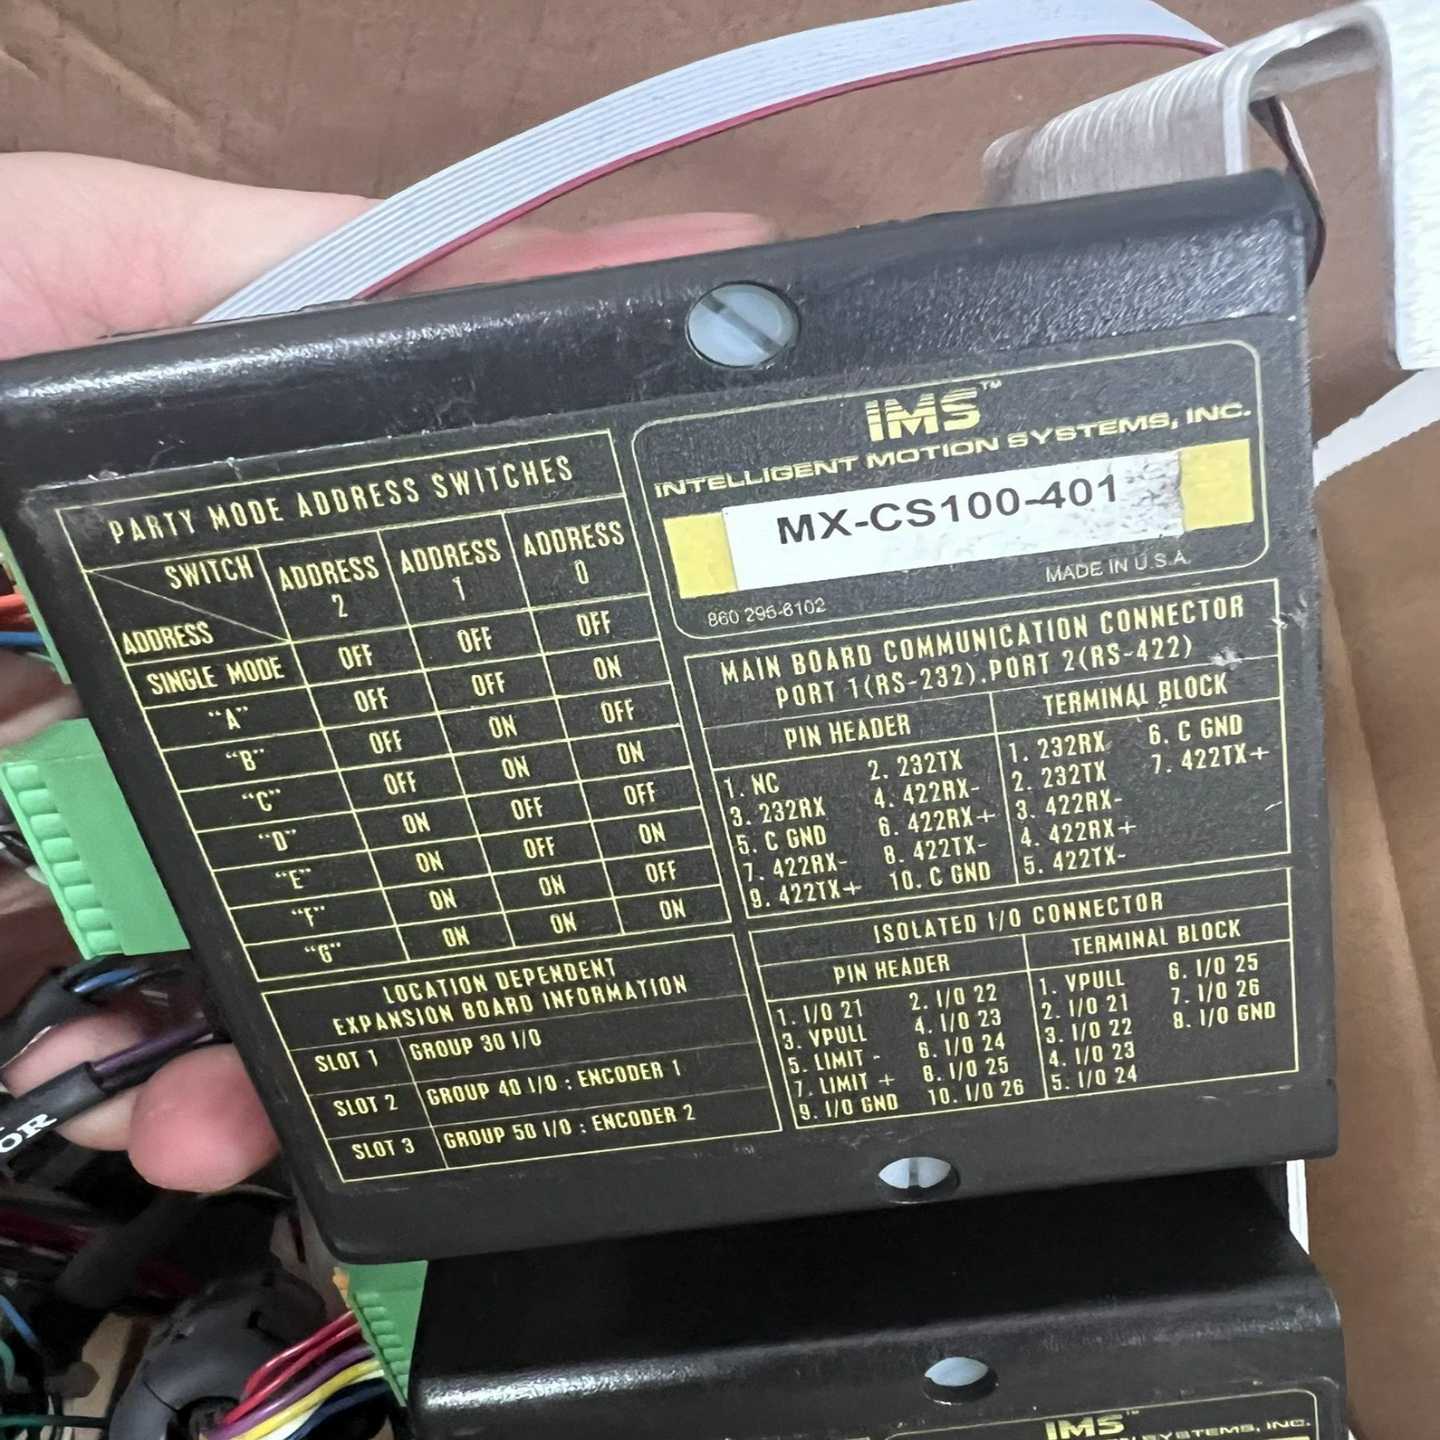 PARTY MODE ADDRESS SWITCHES
SWITCH ADDRESS 2 ADDRESS 1 ADDRESS 0
ADDRESS
SINGLE MODE OFF OFF OFF
"A" OFF OFF ON
"B" OFF ON OFF
"C" OFF ON ON
"D" ON OFF OFF
"E" ON OFF ON
"F" ON ON OFF
"G" ON ON ON
LOCATION DEPENDENT
EXPANSION BOARD INFORMATION
SLOT 1 GROUP 30 I/O
SLOT 2 GROUP 40 I/O : ENCODER 1
SLOT 3 GROUP 50 I/O : ENCODER 2
IMS™
INTELLIGENT MOTION SYSTEMS, INC.
MX-CS100-401
860 295-6102 MADE IN U.S.A.
MAIN BOARD COMMUNICATION CONNECTOR
PORT 1(RS-232).PORT 2(RS-422)
PIN HEADER
1. NC 2. 232TX
3. 232RX 4. 422RX-
5. C GND 6. 422RX+
7. 422RX- 8. 422TX-
9. 422TX+ 10. C GND
TERMINAL BLOCK
1. 232RX 6. C GND
2. 232TX 7. 422TX+
3. 422RX-
4. 422RX+
5. 422TX-
ISOLATED I/O CONNECTOR
PIN HEADER
1. I/O 21 2. I/O 22
3. VPULL 4. I/O 23
5. LIMIT - 6. I/O 24
7. LIMIT + 8. I/O 25
9. I/O GND 10. I/O 26
TERMINAL BLOCK
1. VPULL 6. I/O 25
2. I/O 21 7. I/O 26
3. I/O 22 8. I/O GND
4. I/O 23
5. I/O 24
OR
IMS™
SYSTEMS, INC.